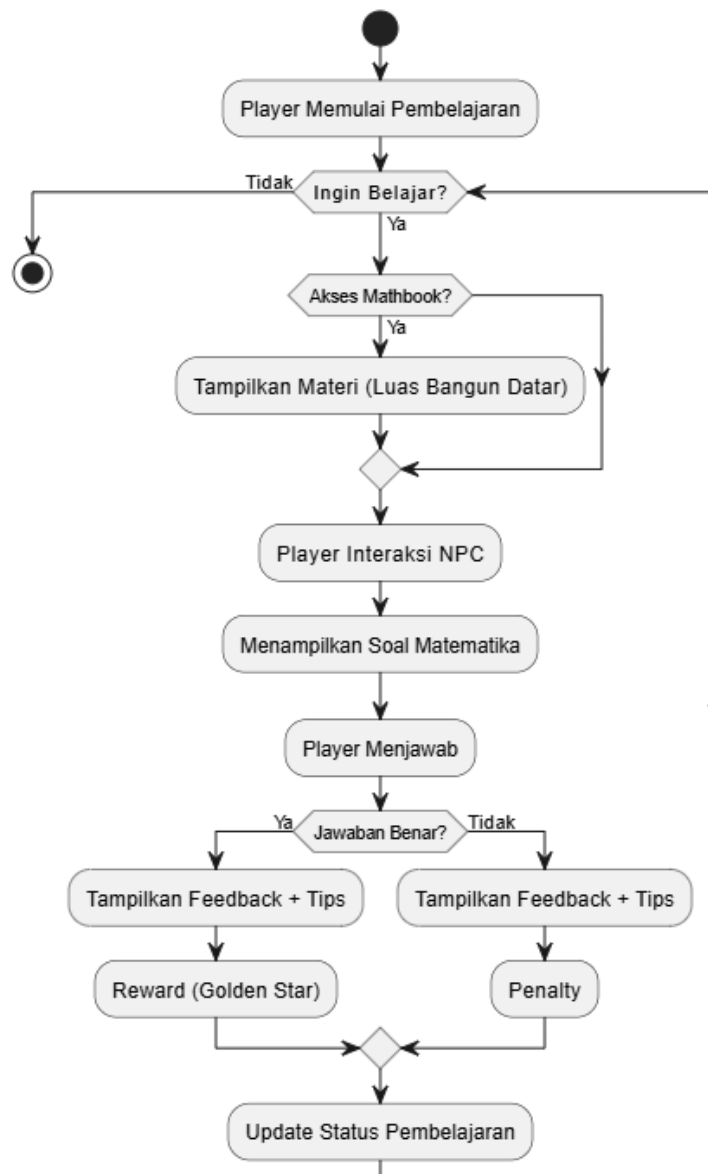 Player Memulai Pembelajaran
Tidak
Ingin Belajar?
Ya
Akses Mathbook?
Ya
Tampilkan Materi (Luas Bangun Datar)
Player Interaksi NPC
Menampilkan Soal Matematika
Player Menjawab
Ya
Jawaban Benar?
Tidak
Tampilkan Feedback + Tips
Tampilkan Feedback + Tips
Reward (Golden Star)
Penalty
Update Status Pembelajaran